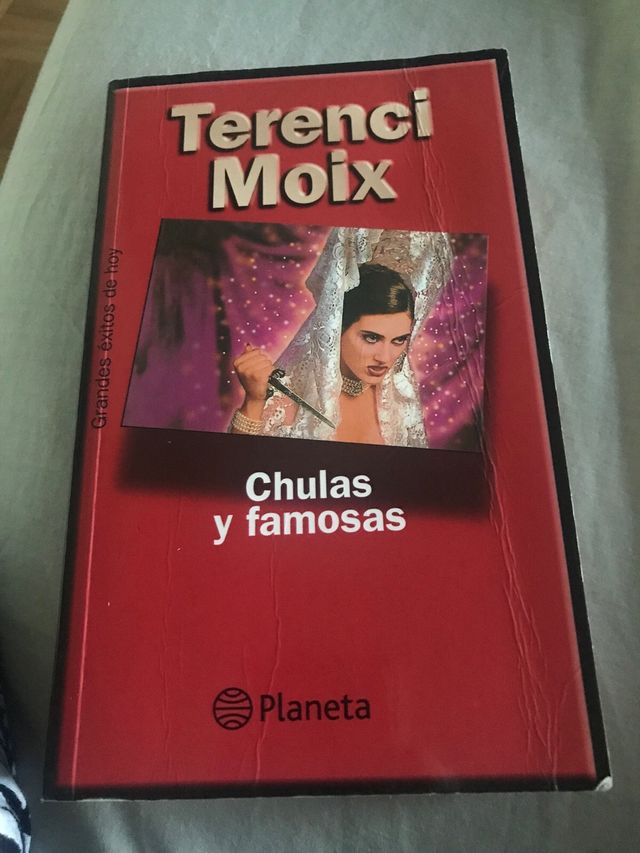 Terenci
Moix
Grandes éxitos de hoy
Chulas
y famosas
Planeta